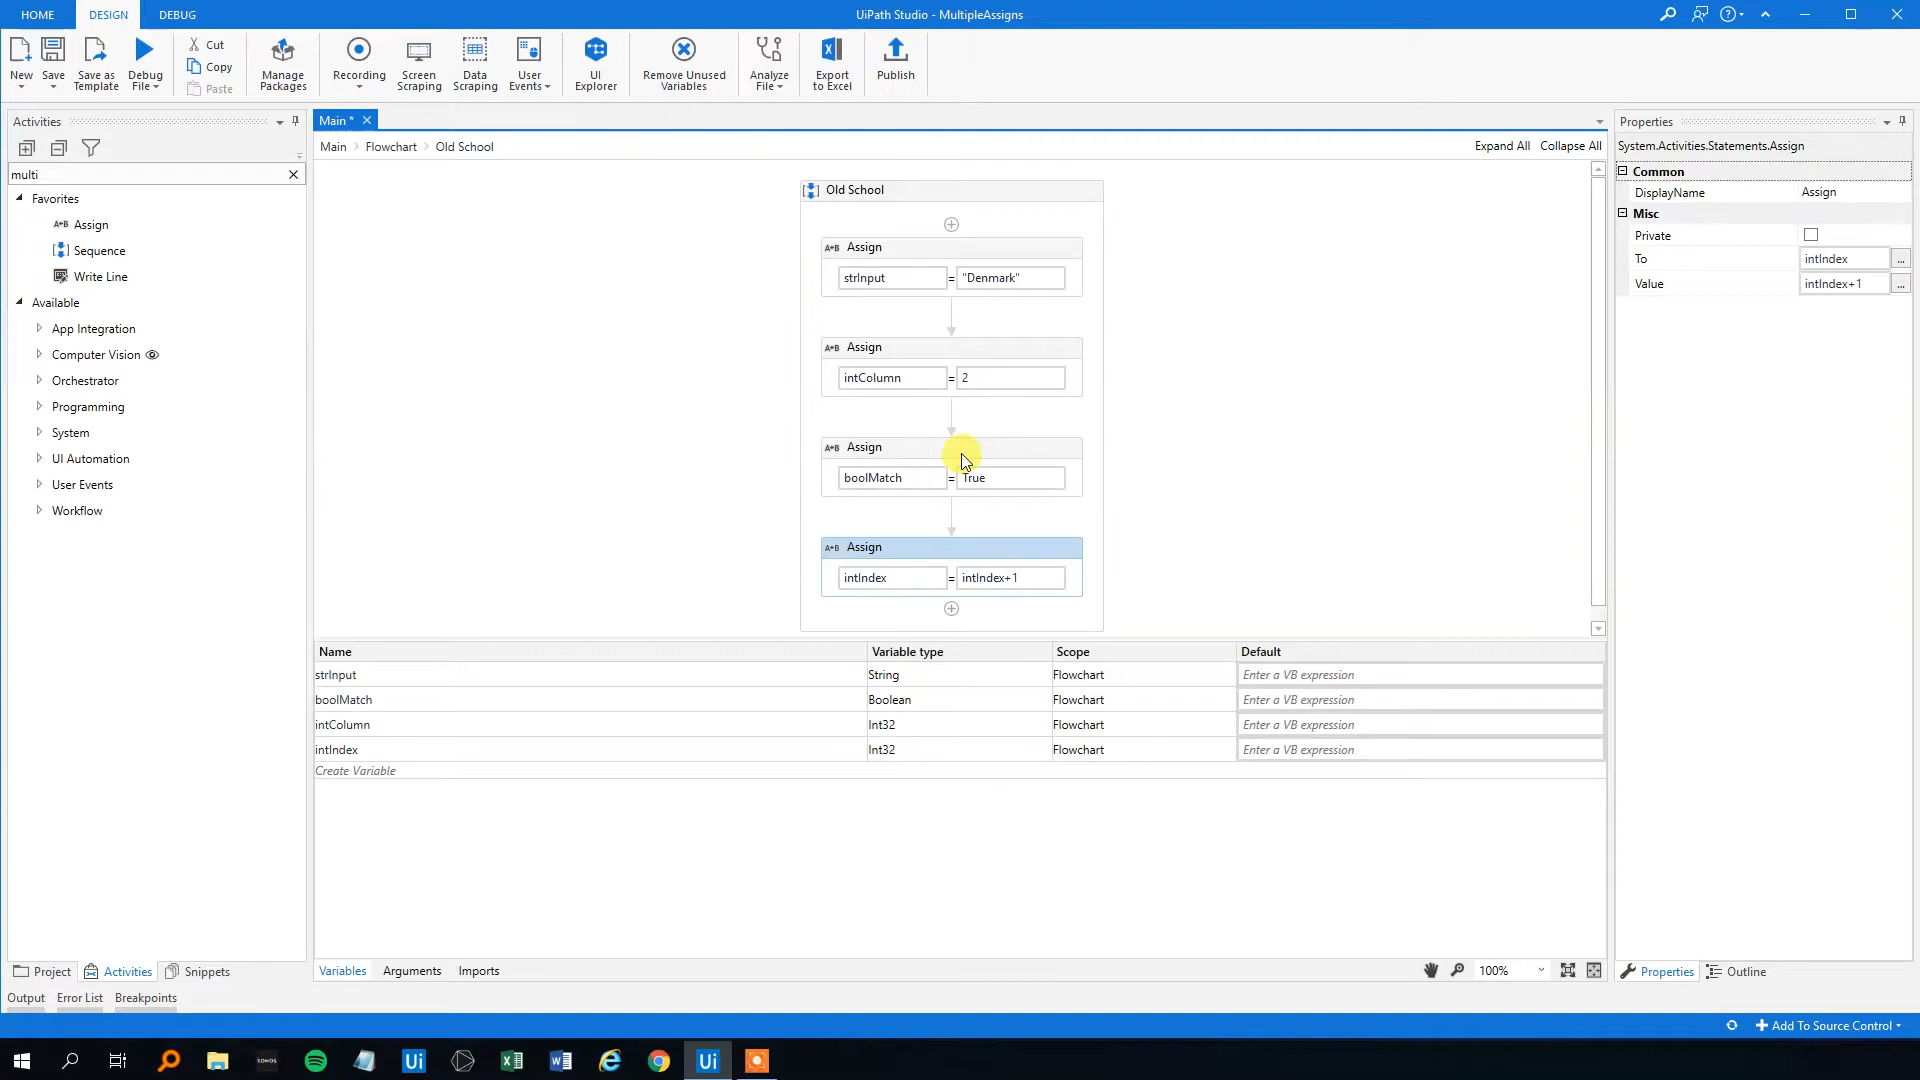 HOME
DESIGN
DEBUG
UiPath Studio - MultipleAssigns
New
Save
Save as Template
Debug File
Cut
Copy
Paste
Manage Packages
Recording
Screen Scraping
Data Scraping
User Events
UI Explorer
Remove Unused Variables
Analyze File
Export to Excel
Publish
Activities
multi
Favorites
A+B Assign
Sequence
Write Line
Available
App Integration
Computer Vision
Orchestrator
Programming
System
UI Automation
User Events
Workflow
Project
Activities
Snippets
Main *
Main > Flowchart > Old School
Expand All
Collapse All
Old School
A+B Assign
strInput = "Denmark"
A+B Assign
intColumn = 2
A+B Assign
boolMatch = True
A+B Assign
intIndex = intIndex+1
Name Variable type Scope Default
strInput String Flowchart Enter a VB expression
boolMatch Boolean Flowchart Enter a VB expression
intColumn Int32 Flowchart Enter a VB expression
intIndex Int32 Flowchart Enter a VB expression
Create Variable
Variables
Arguments
Imports
100%
Properties
System.Activities.Statements.Assign
Common
DisplayName Assign
Misc
Private
To intIndex ...
Value intIndex+1 ...
Properties
Outline
Output
Error List
Breakpoints
Add To Source Control
SONOS
Ui
Ui